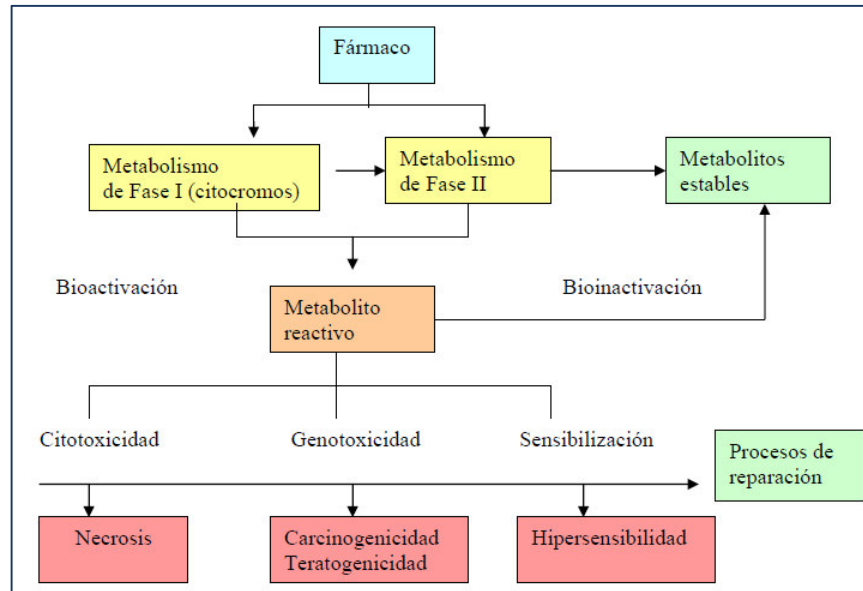 Fármaco
Metabolismo
de Fase I (citocromos)
Metabolismo
de Fase II
Metabolitos
estables
Bioactivación
Bioinactivación
Metabolito
reactivo
Citotoxicidad
Genotoxicidad
Sensibilización
Procesos de
reparación
Necrosis
Carcinogenicidad
Teratogenicidad
Hipersensibilidad